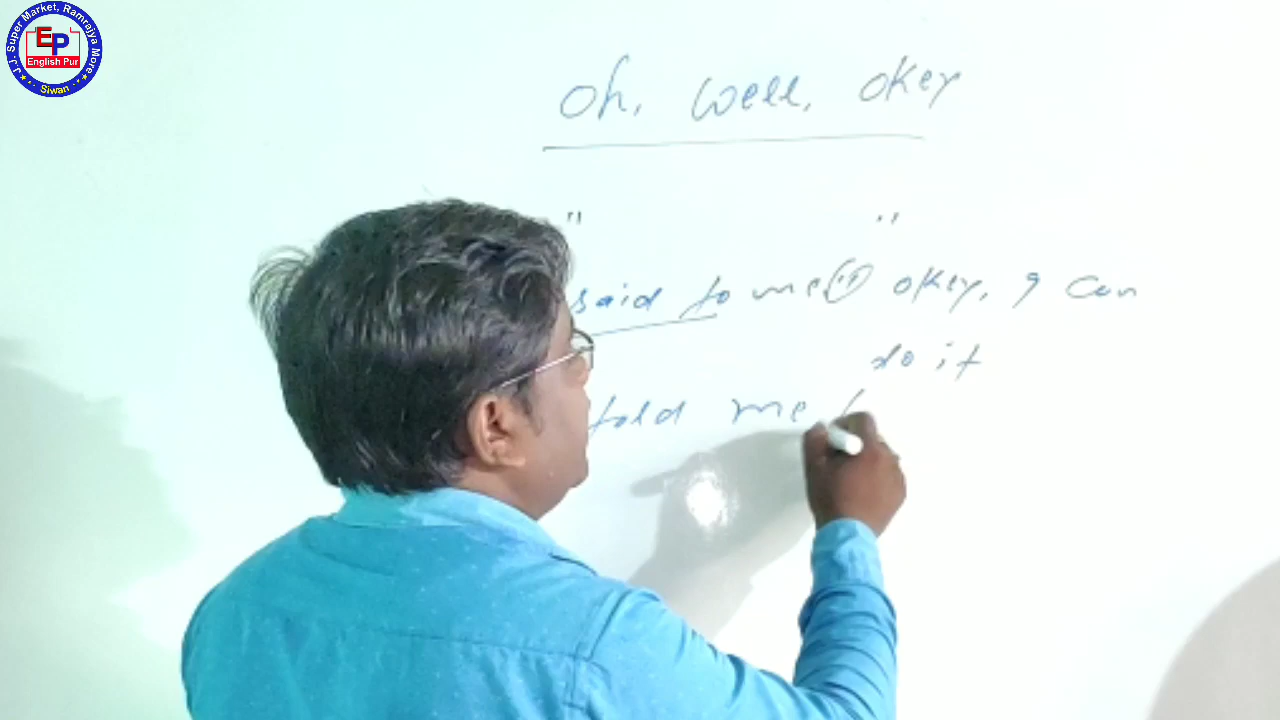 J.J. Super Market, Ramrajya More
EP
English Pur
Siwan
oh, well, okey
" "
said to me okey, I can
do it
told me